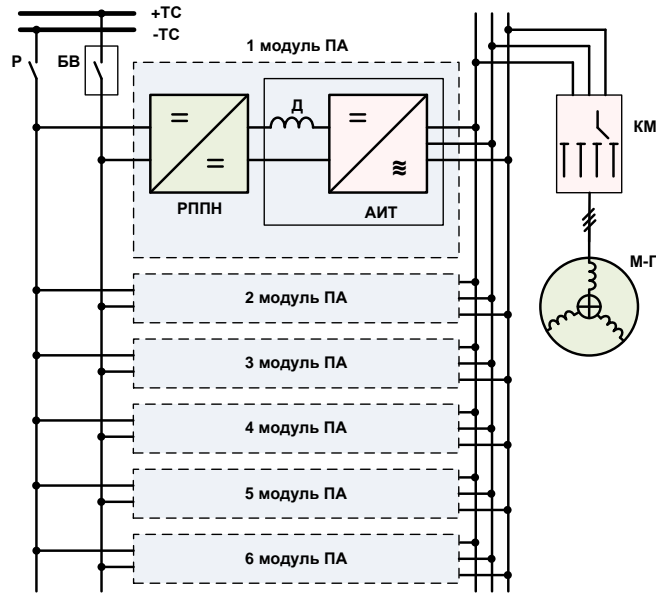 +ТС
-ТС
Р
БВ
1 модуль ПА
Д
РППН
АИТ
КМ
М-Г
2 модуль ПА
3 модуль ПА
4 модуль ПА
5 модуль ПА
6 модуль ПА